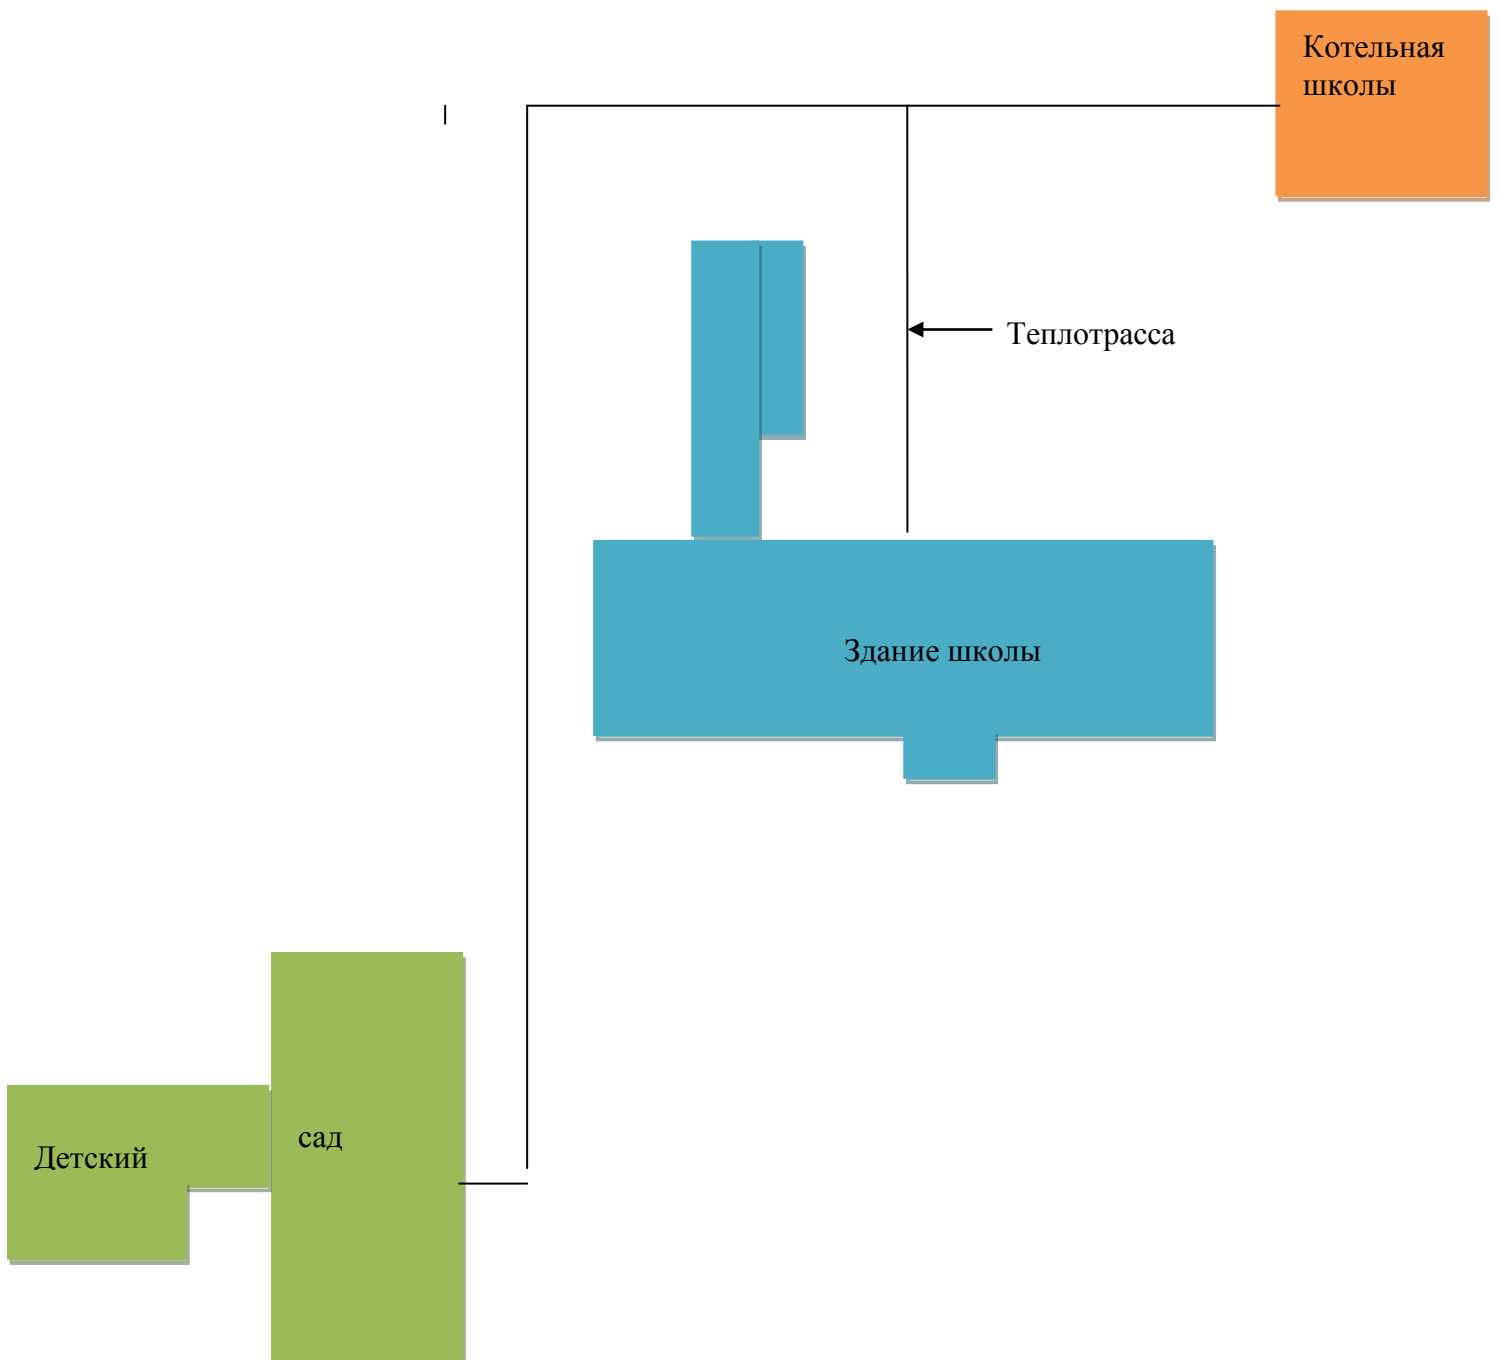 Котельная
школы
Теплотрасса
Здание школы
Детский
сад